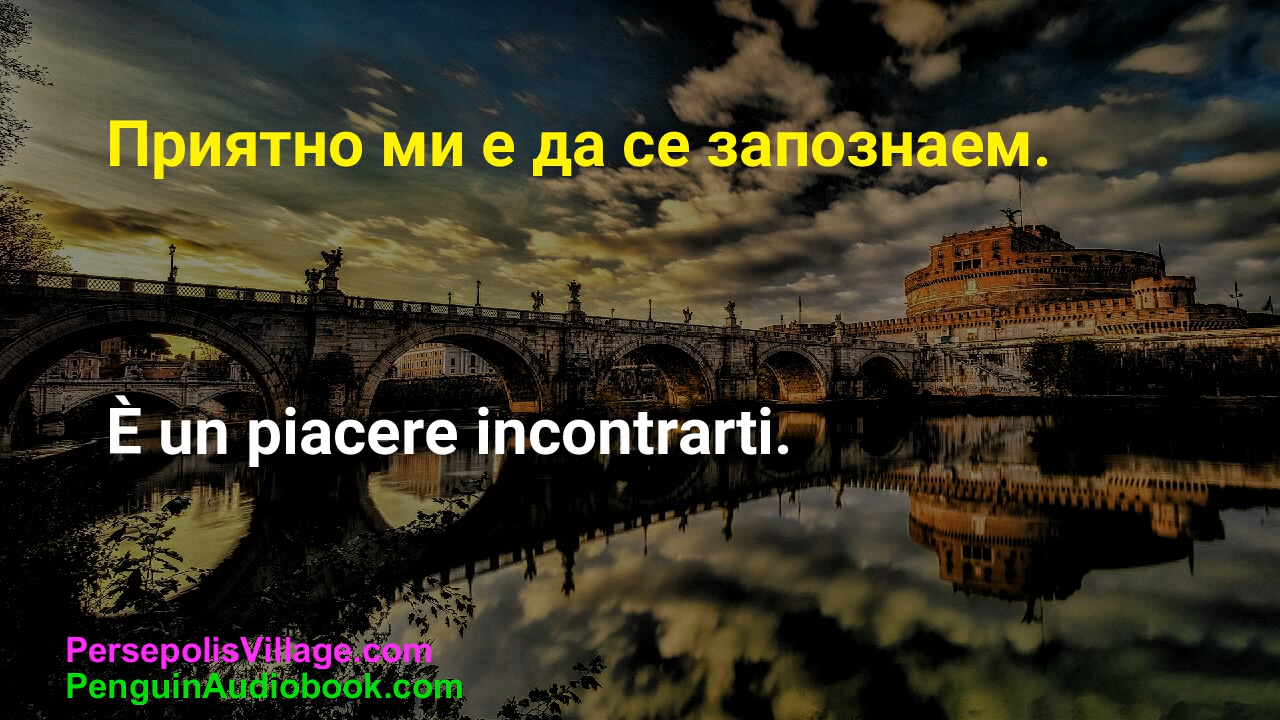 Приятно ми е да се запознаем.
È un piacere incontrarti.
PersepolisVillage.com
PenguinAudiobook.com